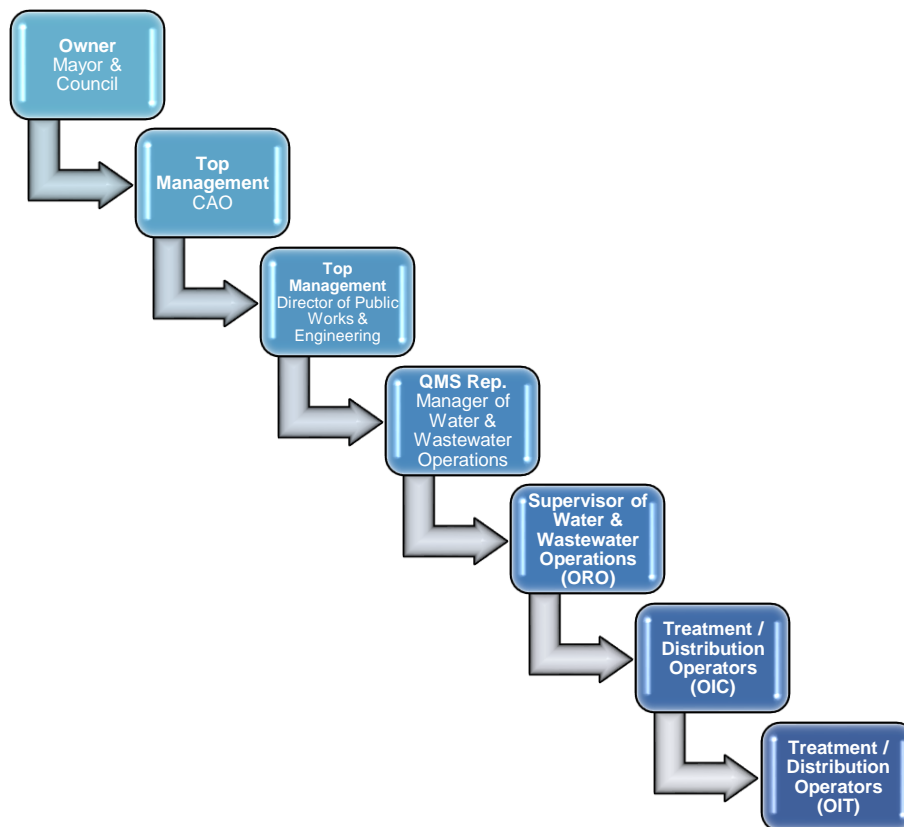 Owner
Mayor &
Council
Top
Management
CAO
Top
Management
Director of Public
Works &
Engineering
QMS Rep.
Manager of
Water &
Wastewater
Operations
Supervisor of
Water &
Wastewater
Operations
(ORO)
Treatment /
Distribution
Operators
(OIC)
Treatment /
Distribution
Operators
(OIT)